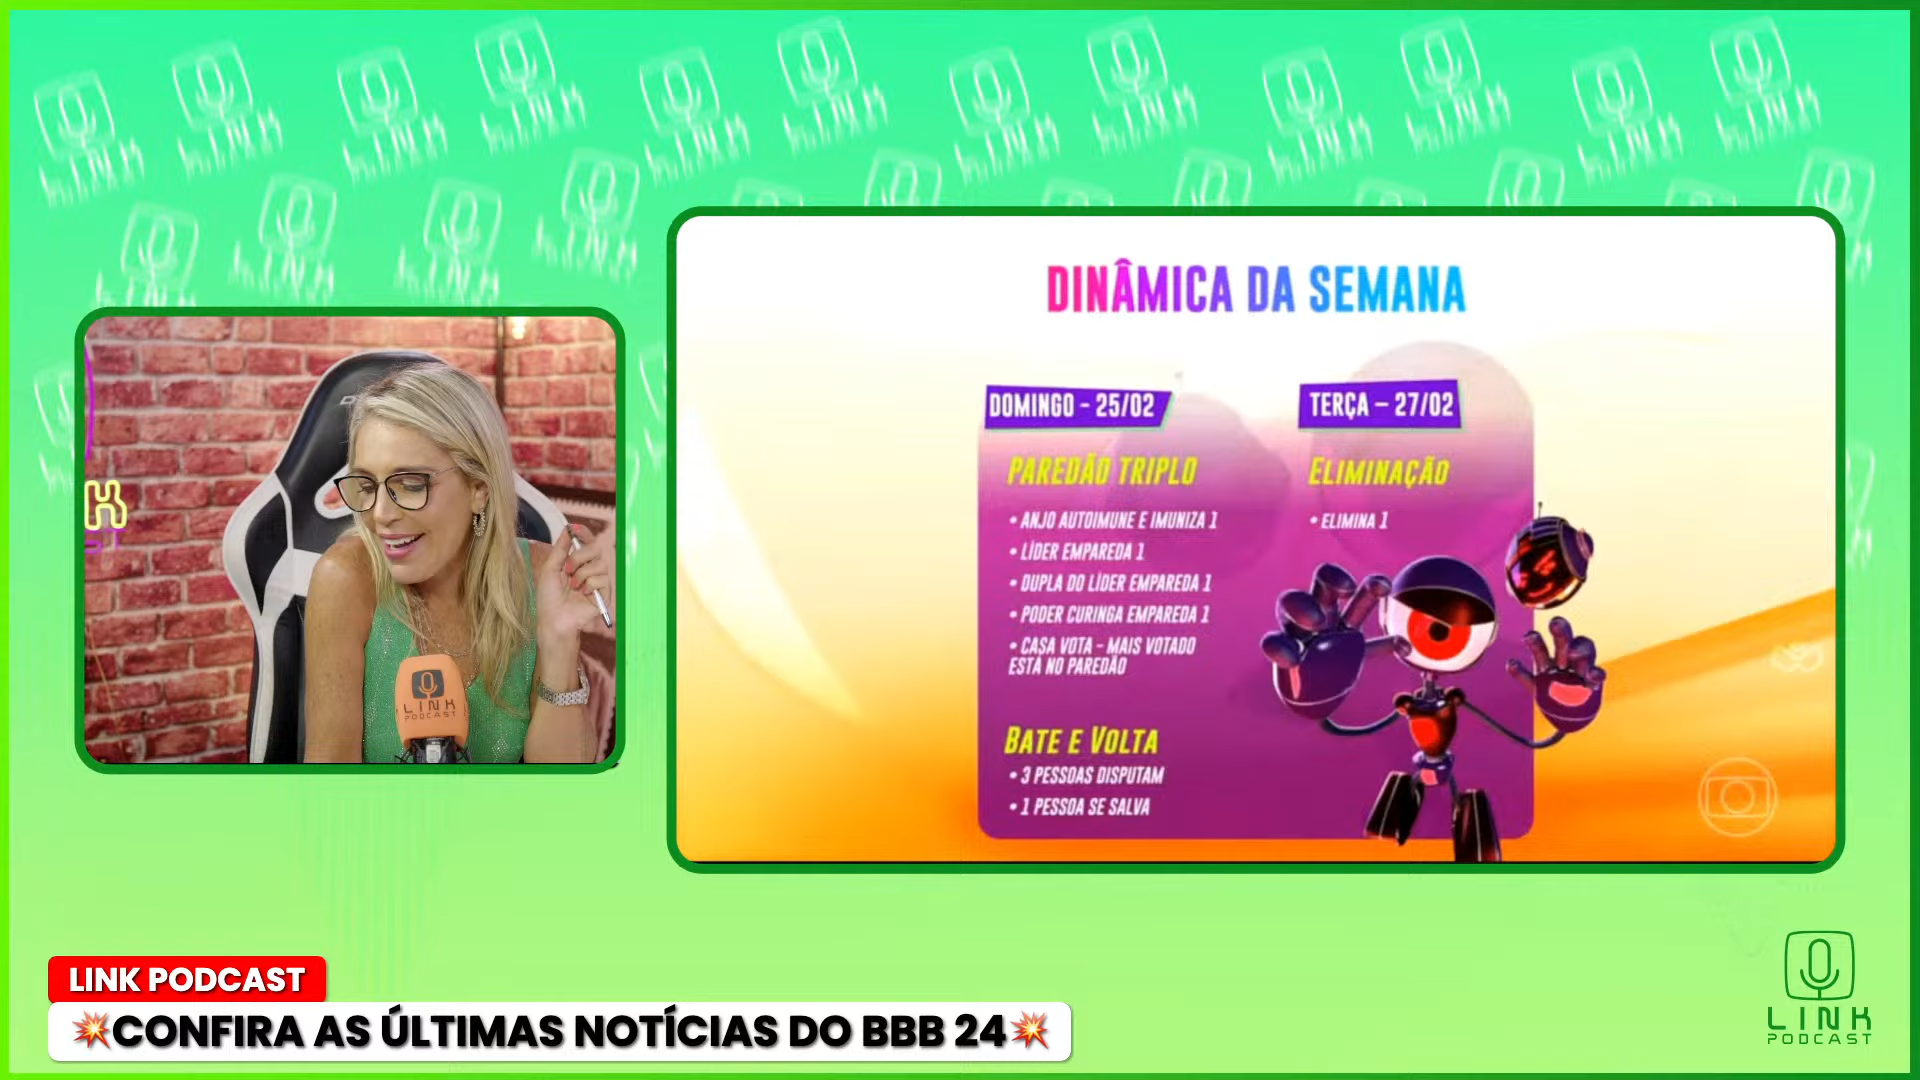 DINÂMICA DA SEMANA
DOMINGO - 25/02
PAREDÃO TRIPLO
• ANJO AUTOIMUNE E IMUNIZA 1
• LÍDER EMPAREDA 1
• DUPLA DO LÍDER EMPAREDA 1
• PODER CURINGA EMPAREDA 1
• CASA VOTA – MAIS VOTADO
ESTÁ NO PAREDÃO
BATE E VOLTA
• 3 PESSOAS DISPUTAM
• 1 PESSOA SE SALVA
TERÇA – 27/02
ELIMINAÇÃO
• ELIMINA 1
LINK
PODCAST
LINK PODCAST
💥CONFIRA AS ÚLTIMAS NOTÍCIAS DO BBB 24💥
LINK
PODCAST